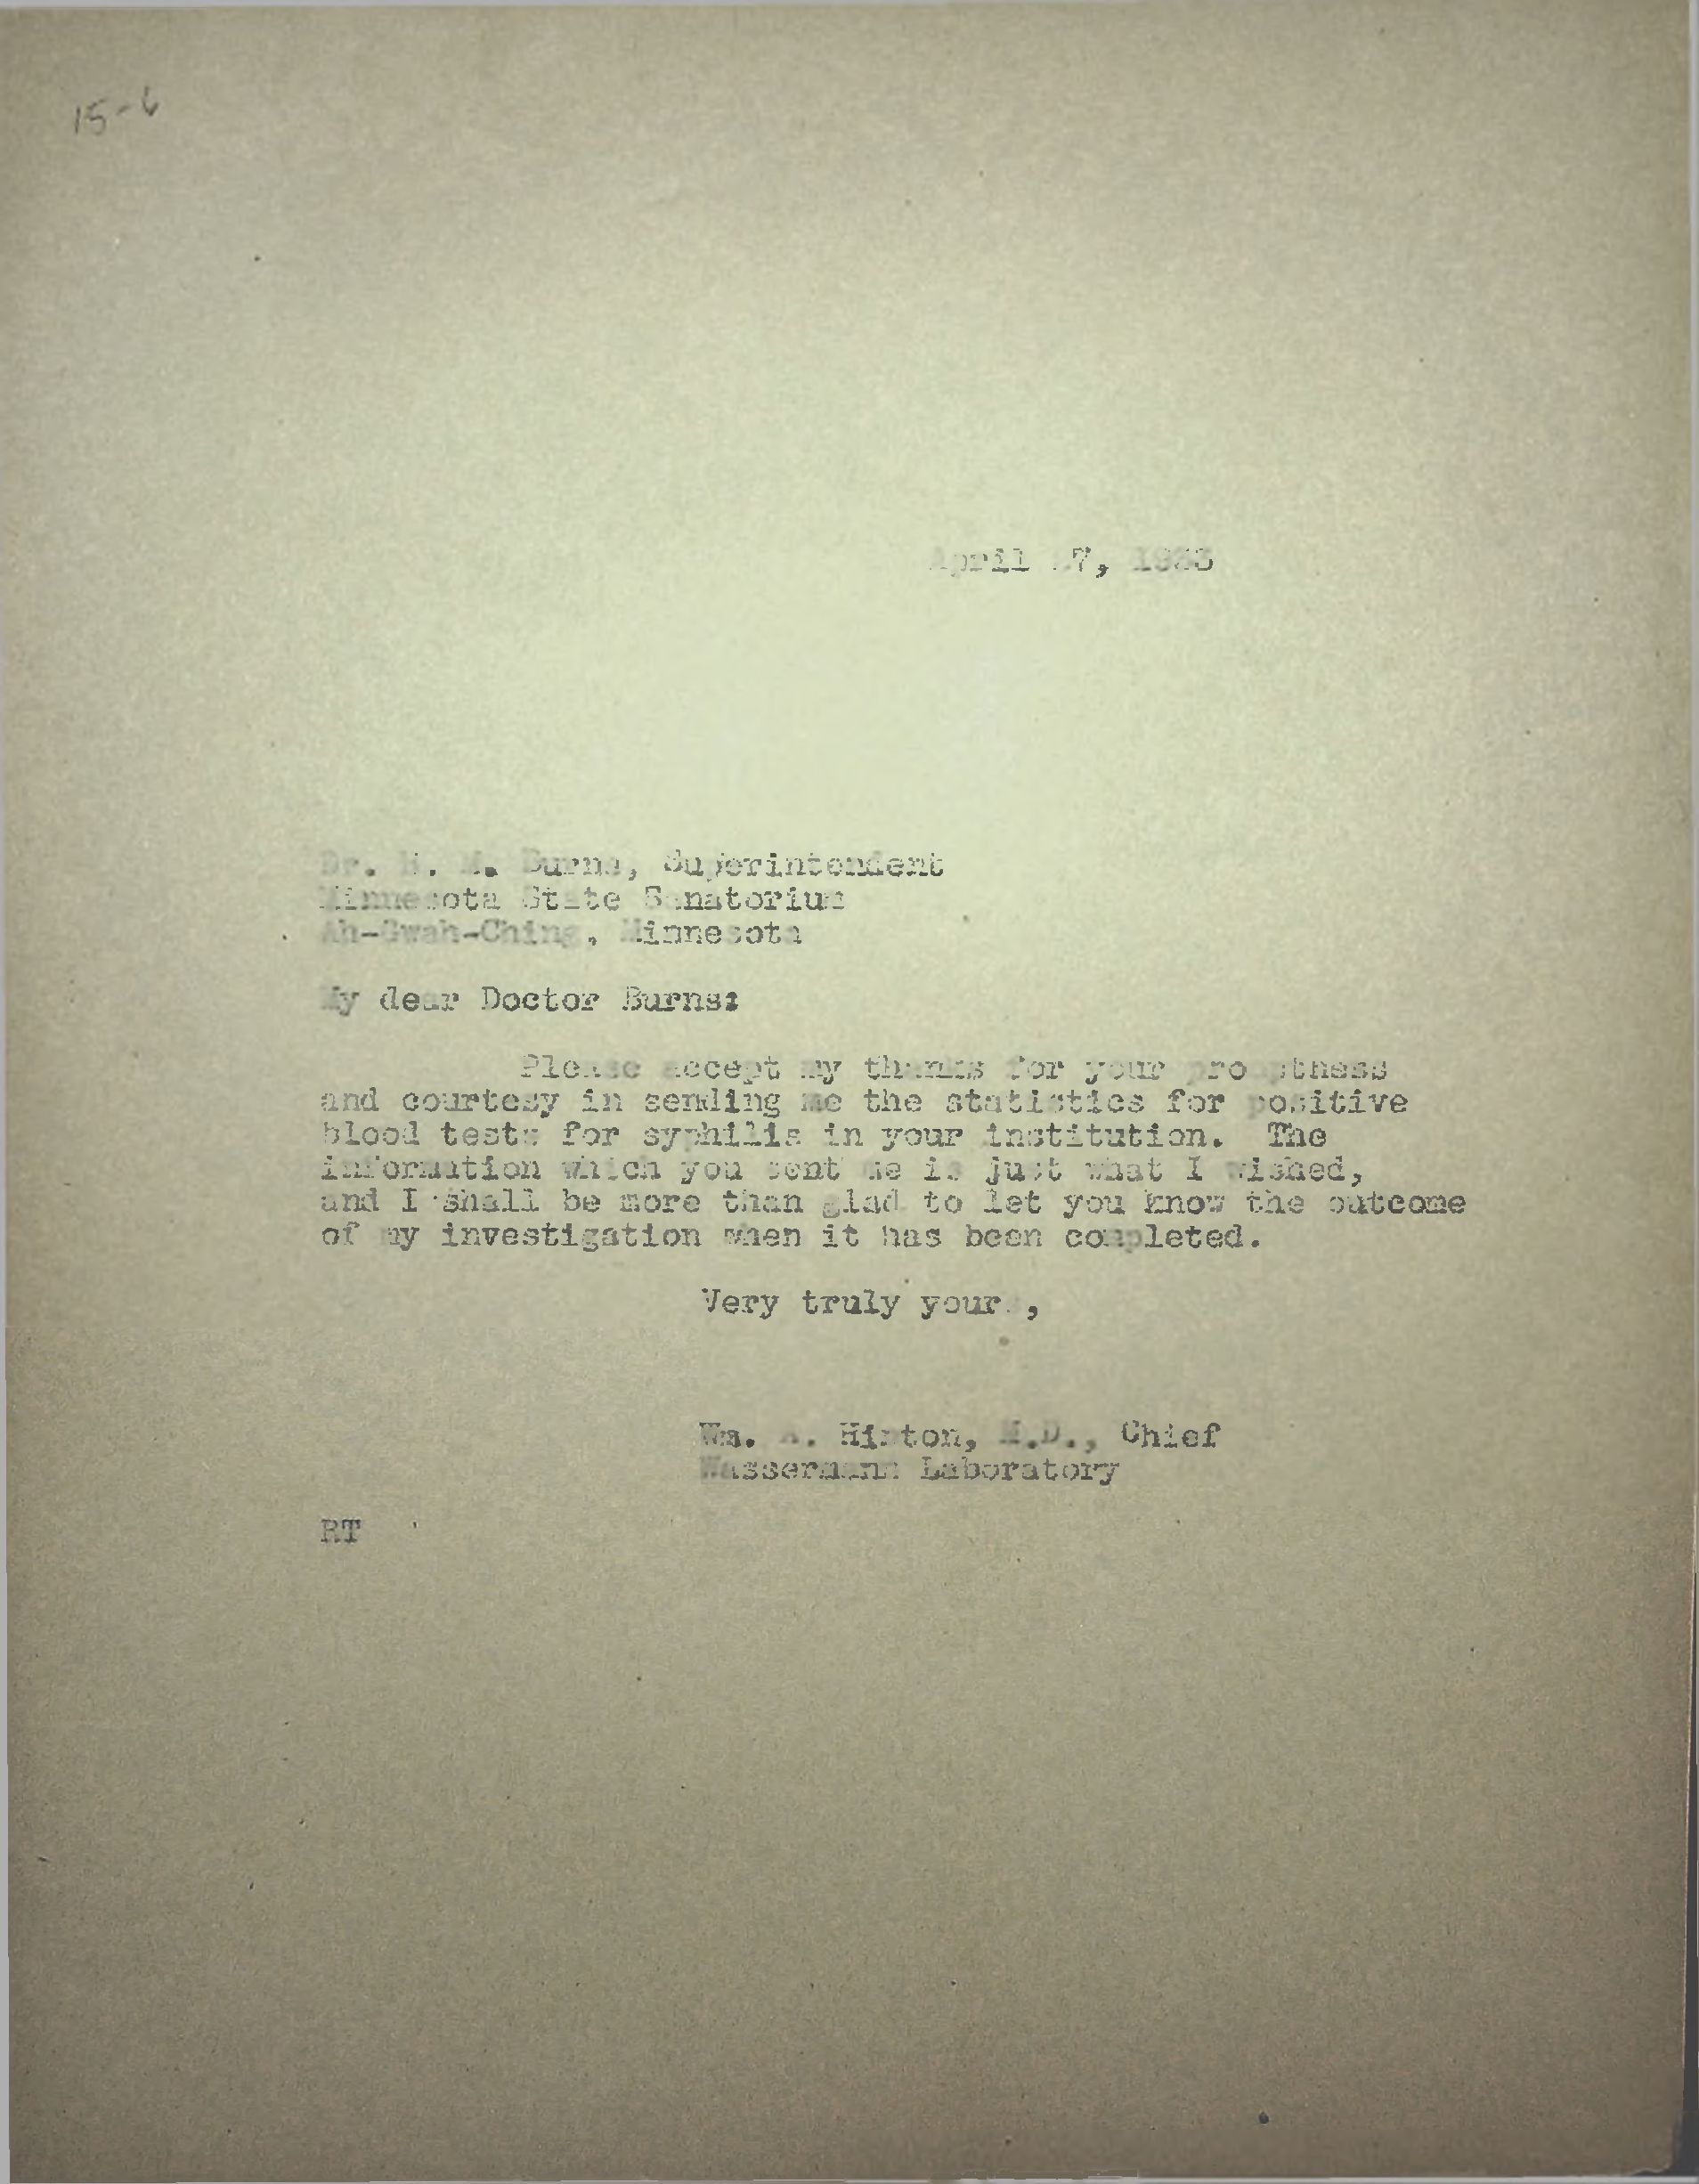 15-6
April
Dr. Burns, Superintendent
Minnesota State Sanatorium
Ah-Gwah-Ching, Minnesota
My dear Doctor Burns:
Please accept my thanks for your promptness
and courtesy in sending me the statistics for positive
blood tests for syphilis in your institution. The
information which you sent me is just what I wished,
and I shall be more than glad to let you know the outcome
of my investigation when it has been completed.
Very truly yours,
Wm. A. Hinton, M.D., Chief
Wassermann Laboratory
RT